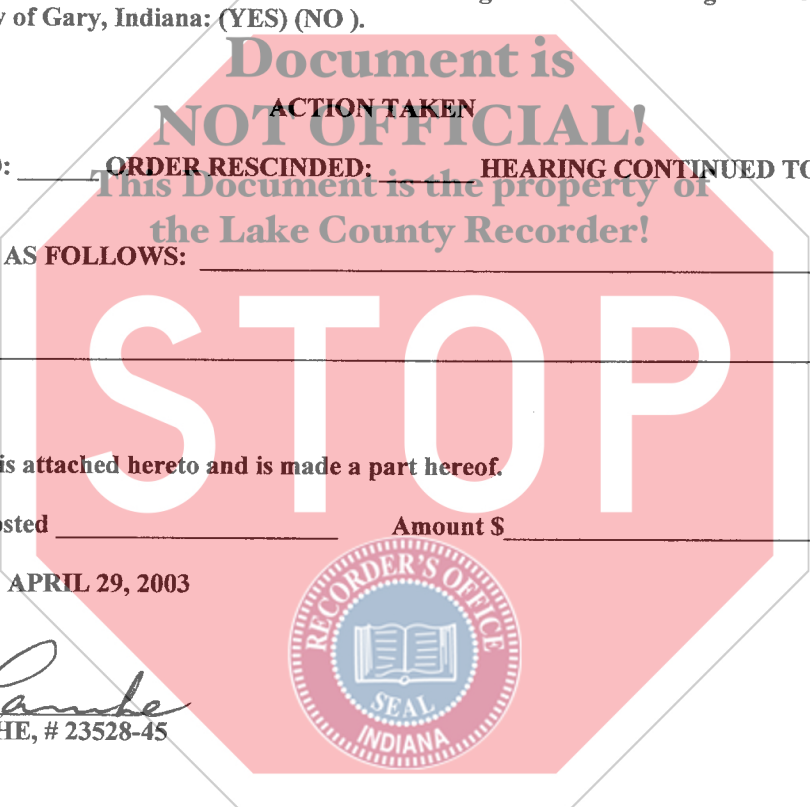 y of Gary, Indiana: (YES) (NO ).
Document is
ACTION TAKEN
NOT OFFICIAL!
D: ORDER RESCINDED: HEARING CONTINUED TO
This Document is the property of
the Lake County Recorder!
AS FOLLOWS:
STOP
is attached hereto and is made a part hereof.
osted Amount $
APRIL 29, 2003
RECORDER'S OFFICE
SEAL
INDIANA
HE, # 23528-45